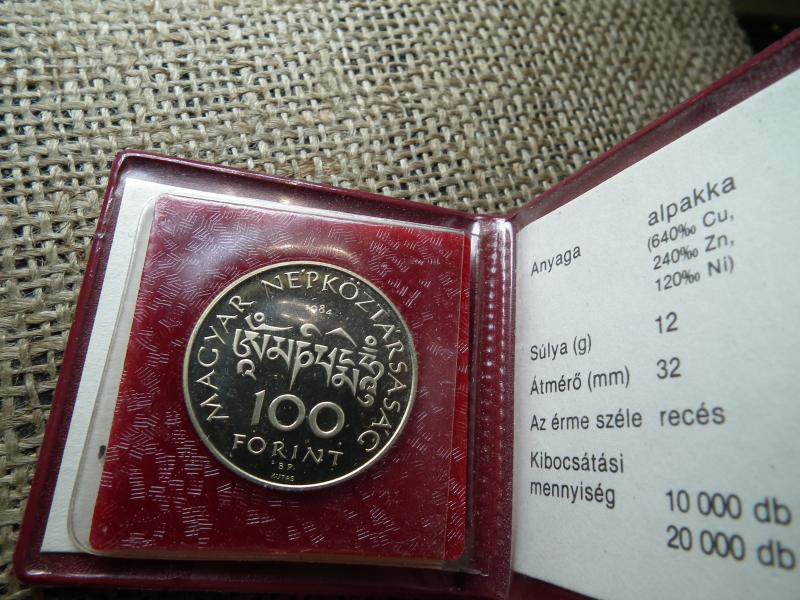 MAGYAR NÉPKÖZTÁRSASÁG
1984
ཨོཾ་མ་ཎི་པདྨེ་ཧཱུྃ
100
FORINT
BP.
KUTAS
Anyaga alpakka
(640‰ Cu,
240‰ Zn,
120‰ Ni)
Súlya (g) 12
Átmérő (mm) 32
Az érme széle recés
Kibocsátási
mennyiség 10 000 db
20 000 db